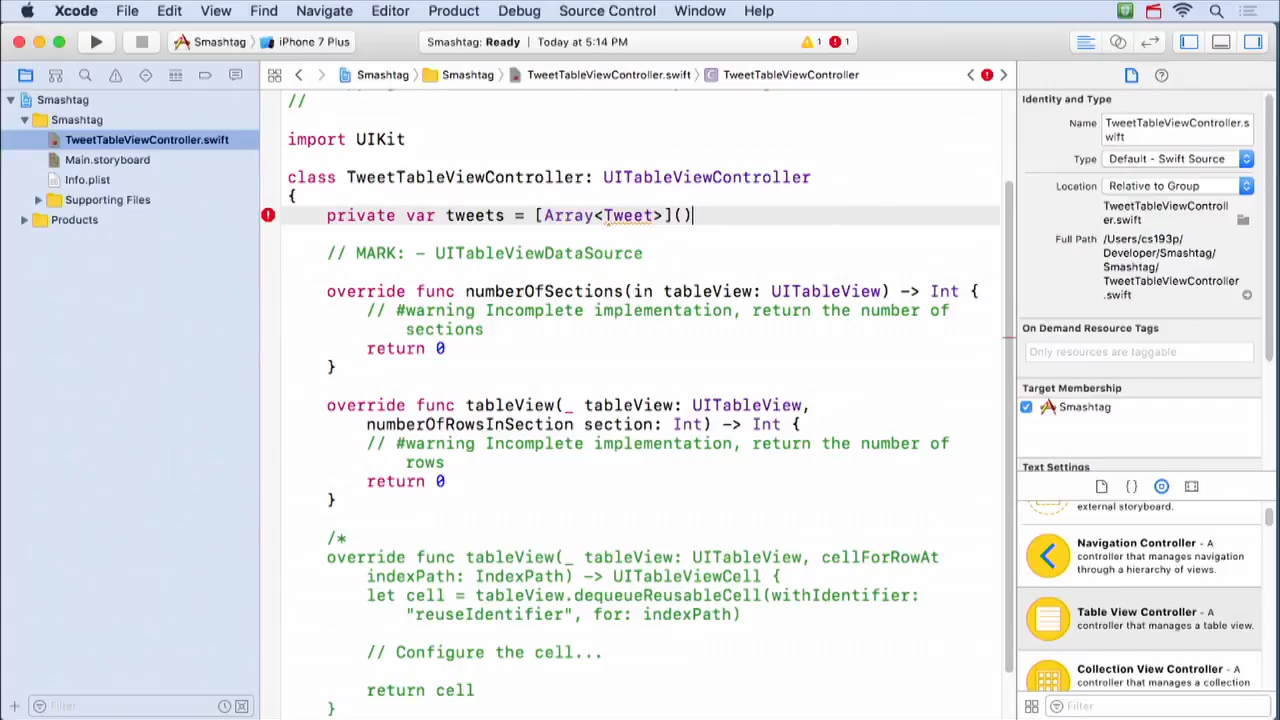 Xcode File Edit View Find Navigate Editor Product Debug Source Control Window Help
Smashtag iPhone 7 Plus Smashtag: Ready Today at 5:14 PM 1 1
Smashtag Smashtag TweetTableViewController.swift C TweetTableViewController
Smashtag
Smashtag
TweetTableViewController.swift
Main.storyboard
Info.plist
Supporting Files
Products
Filter
//
import UIKit
class TweetTableViewController: UITableViewController
{
private var tweets = [Array<Tweet>]()
// MARK: - UITableViewDataSource
override func numberOfSections(in tableView: UITableView) -> Int {
// #warning Incomplete implementation, return the number of
sections
return 0
}
override func tableView(_ tableView: UITableView,
numberOfRowsInSection section: Int) -> Int {
// #warning Incomplete implementation, return the number of
rows
return 0
}
/*
override func tableView(_ tableView: UITableView, cellForRowAt
indexPath: IndexPath) -> UITableViewCell {
let cell = tableView.dequeueReusableCell(withIdentifier:
"reuseIdentifier", for: indexPath)
// Configure the cell...
return cell
}
Identity and Type
Name TweetTableViewController.s
wift
Type Default - Swift Source
Location Relative to Group
TweetTableViewControll
er.swift
Full Path /Users/cs193p/
Developer/Smashtag/
Smashtag/
TweetTableViewController
.swift
On Demand Resource Tags
Only resources are taggable
Target Membership
Smashtag
Text Settings
{ }
external storyboard.
Navigation Controller - A
controller that manages navigation
through a hierarchy of views.
Table View Controller - A
controller that manages a table view.
Collection View Controller - A
controller that manages a collection
Filter